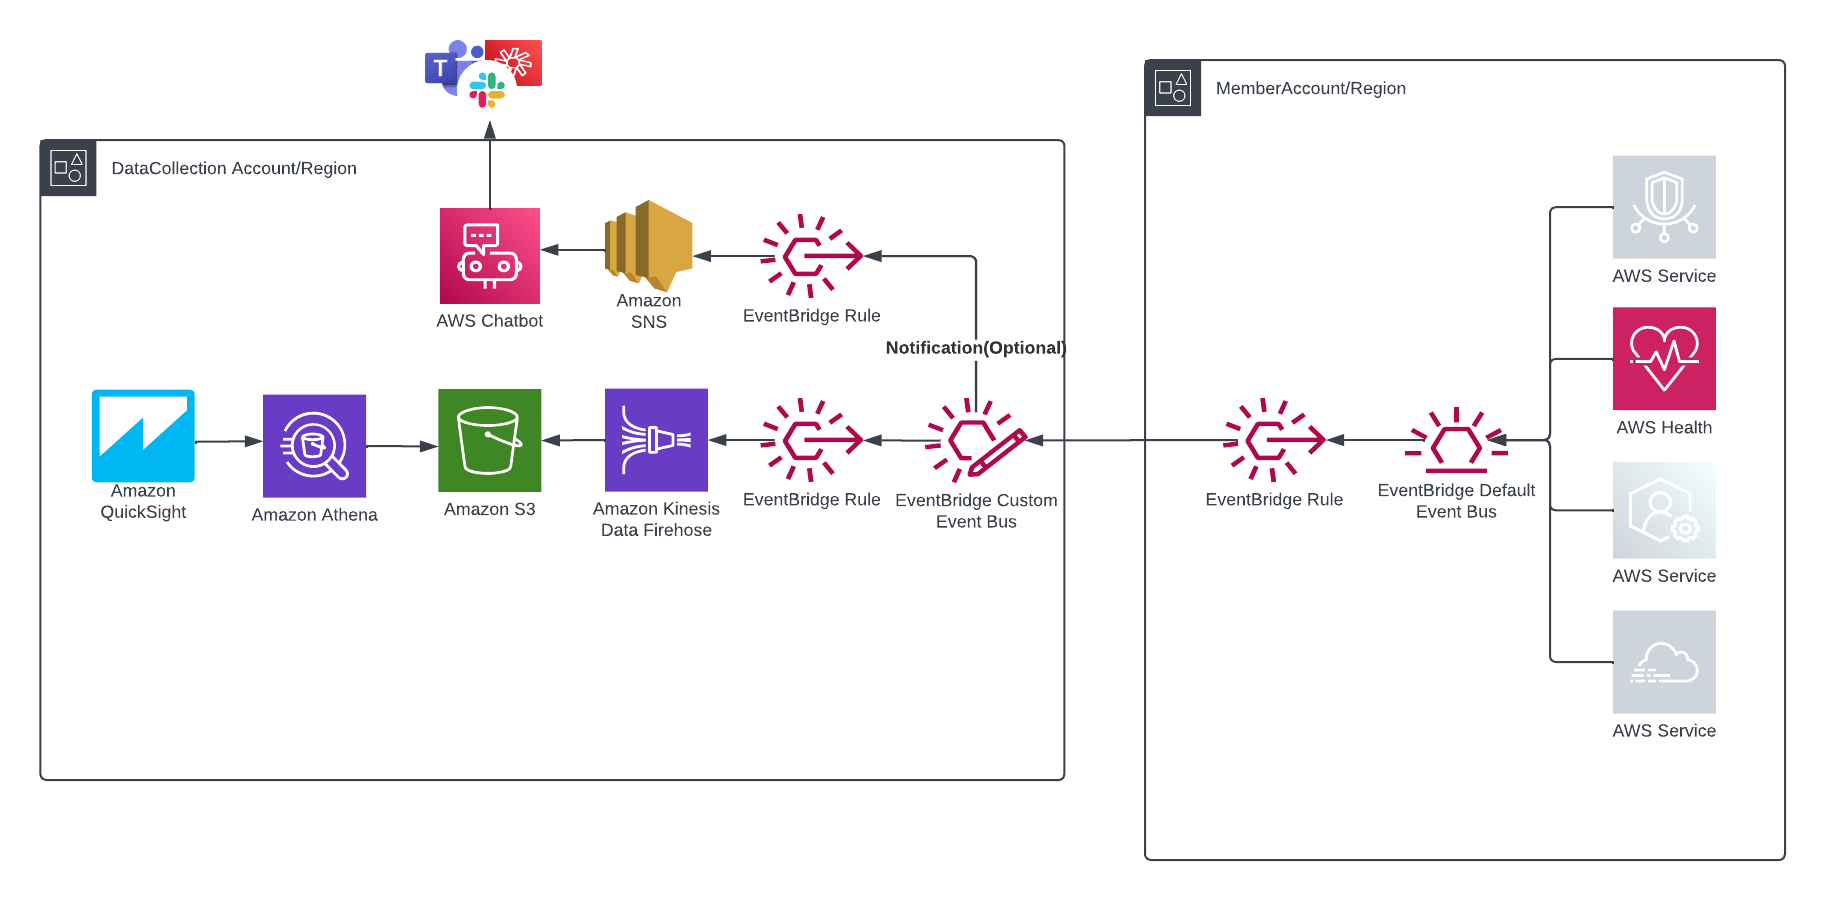 T
MemberAccount/Region
DataCollection Account/Region
AWS Service
AWS Chatbot
Amazon
SNS
EventBridge Rule
Notification(Optional)
AWS Health
Amazon
QuickSight
Amazon Athena
Amazon S3
Amazon Kinesis
Data Firehose
EventBridge Rule
EventBridge Custom
Event Bus
EventBridge Rule
EventBridge Default
Event Bus
AWS Service
AWS Service